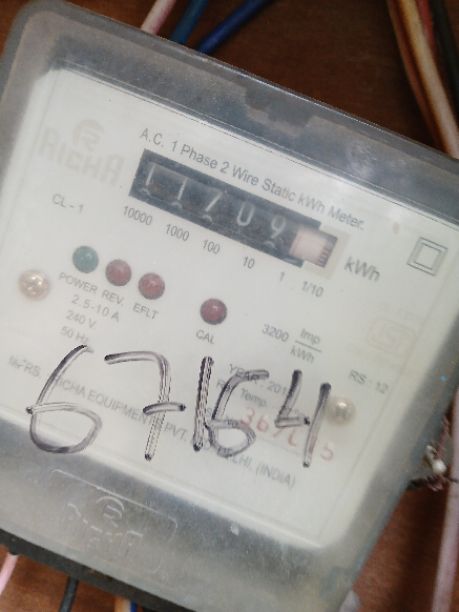 RICHA
A.C. 1 Phase 2 Wire Static kWh Meter
11709
kWh
CL-1
10000 1000 100 10 1 1/10
POWER REV. EFLT
2.5-10 A
240 V
50 Hz
CAL
3200 Imp/kWh
RS: 12
67164